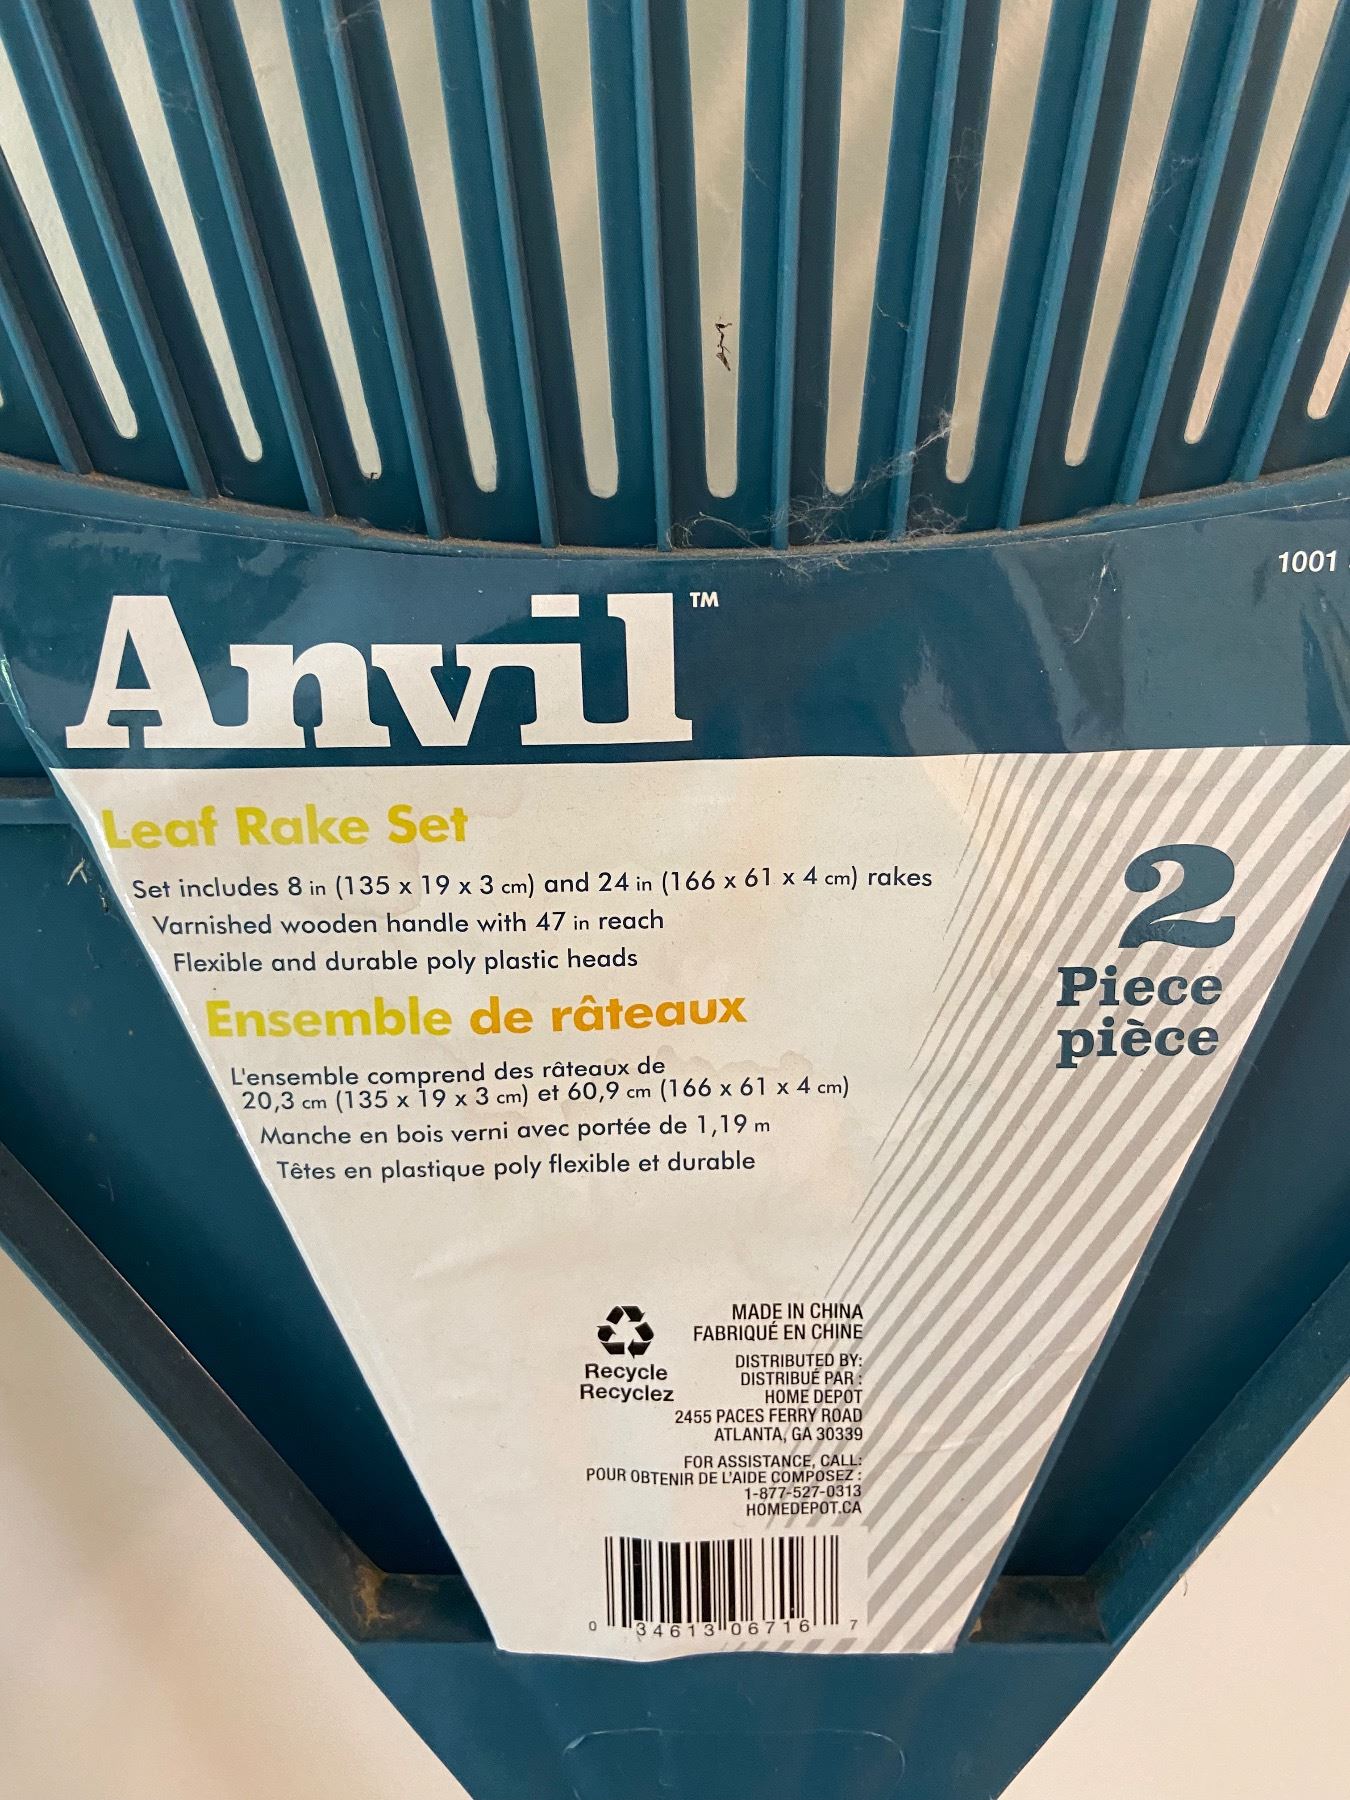 1001
Anvil™
Leaf Rake Set
Set includes 8 in (135 x 19 x 3 cm) and 24 in (166 x 61 x 4 cm) rakes
Varnished wooden handle with 47 in reach
Flexible and durable poly plastic heads
2
Piece
pièce
Ensemble de râteaux
L'ensemble comprend des râteaux de
20,3 cm (135 x 19 x 3 cm) et 60,9 cm (166 x 61 x 4 cm)
Manche en bois verni avec portée de 1,19 m
Têtes en plastique poly flexible et durable
Recycle
Recyclez
MADE IN CHINA
FABRIQUÉ EN CHINE
DISTRIBUTED BY:
DISTRIBUÉ PAR :
HOME DEPOT
2455 PACES FERRY ROAD
ATLANTA, GA 30339
FOR ASSISTANCE, CALL:
POUR OBTENIR DE L'AIDE COMPOSEZ :
1-877-527-0313
HOMEDEPOT.CA
0 34613 06716 7